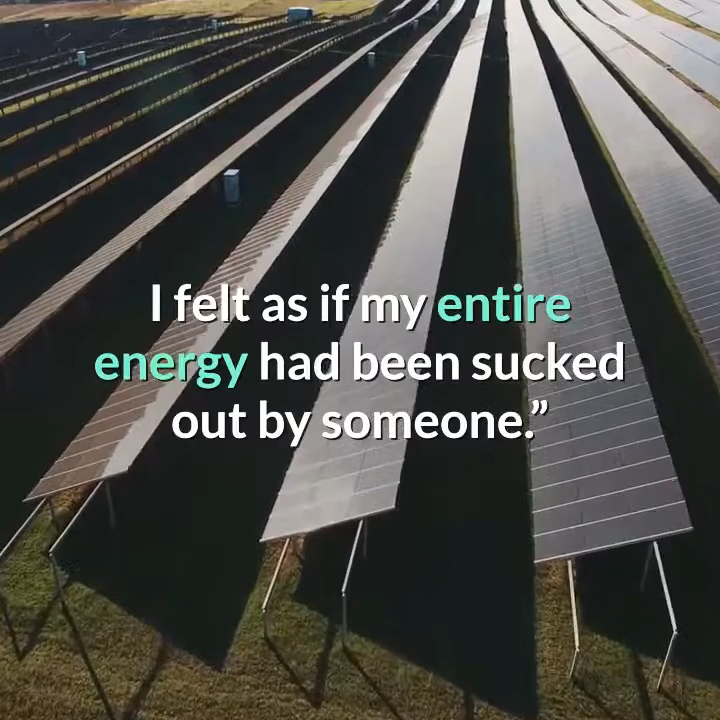 I felt as if my entire
energy had been sucked
out by someone.”